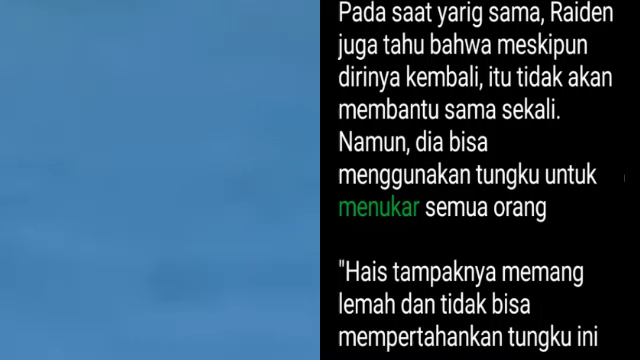 Pada saat yarig sama, Raiden
juga tahu bahwa meskipun
dirinya kembali, itu tidak akan
membantu sama sekali.
Namun, dia bisa
menggunakan tungku untuk
menukar semua orang
"Hais tampaknya memang
lemah dan tidak bisa
mempertahankan tungku ini